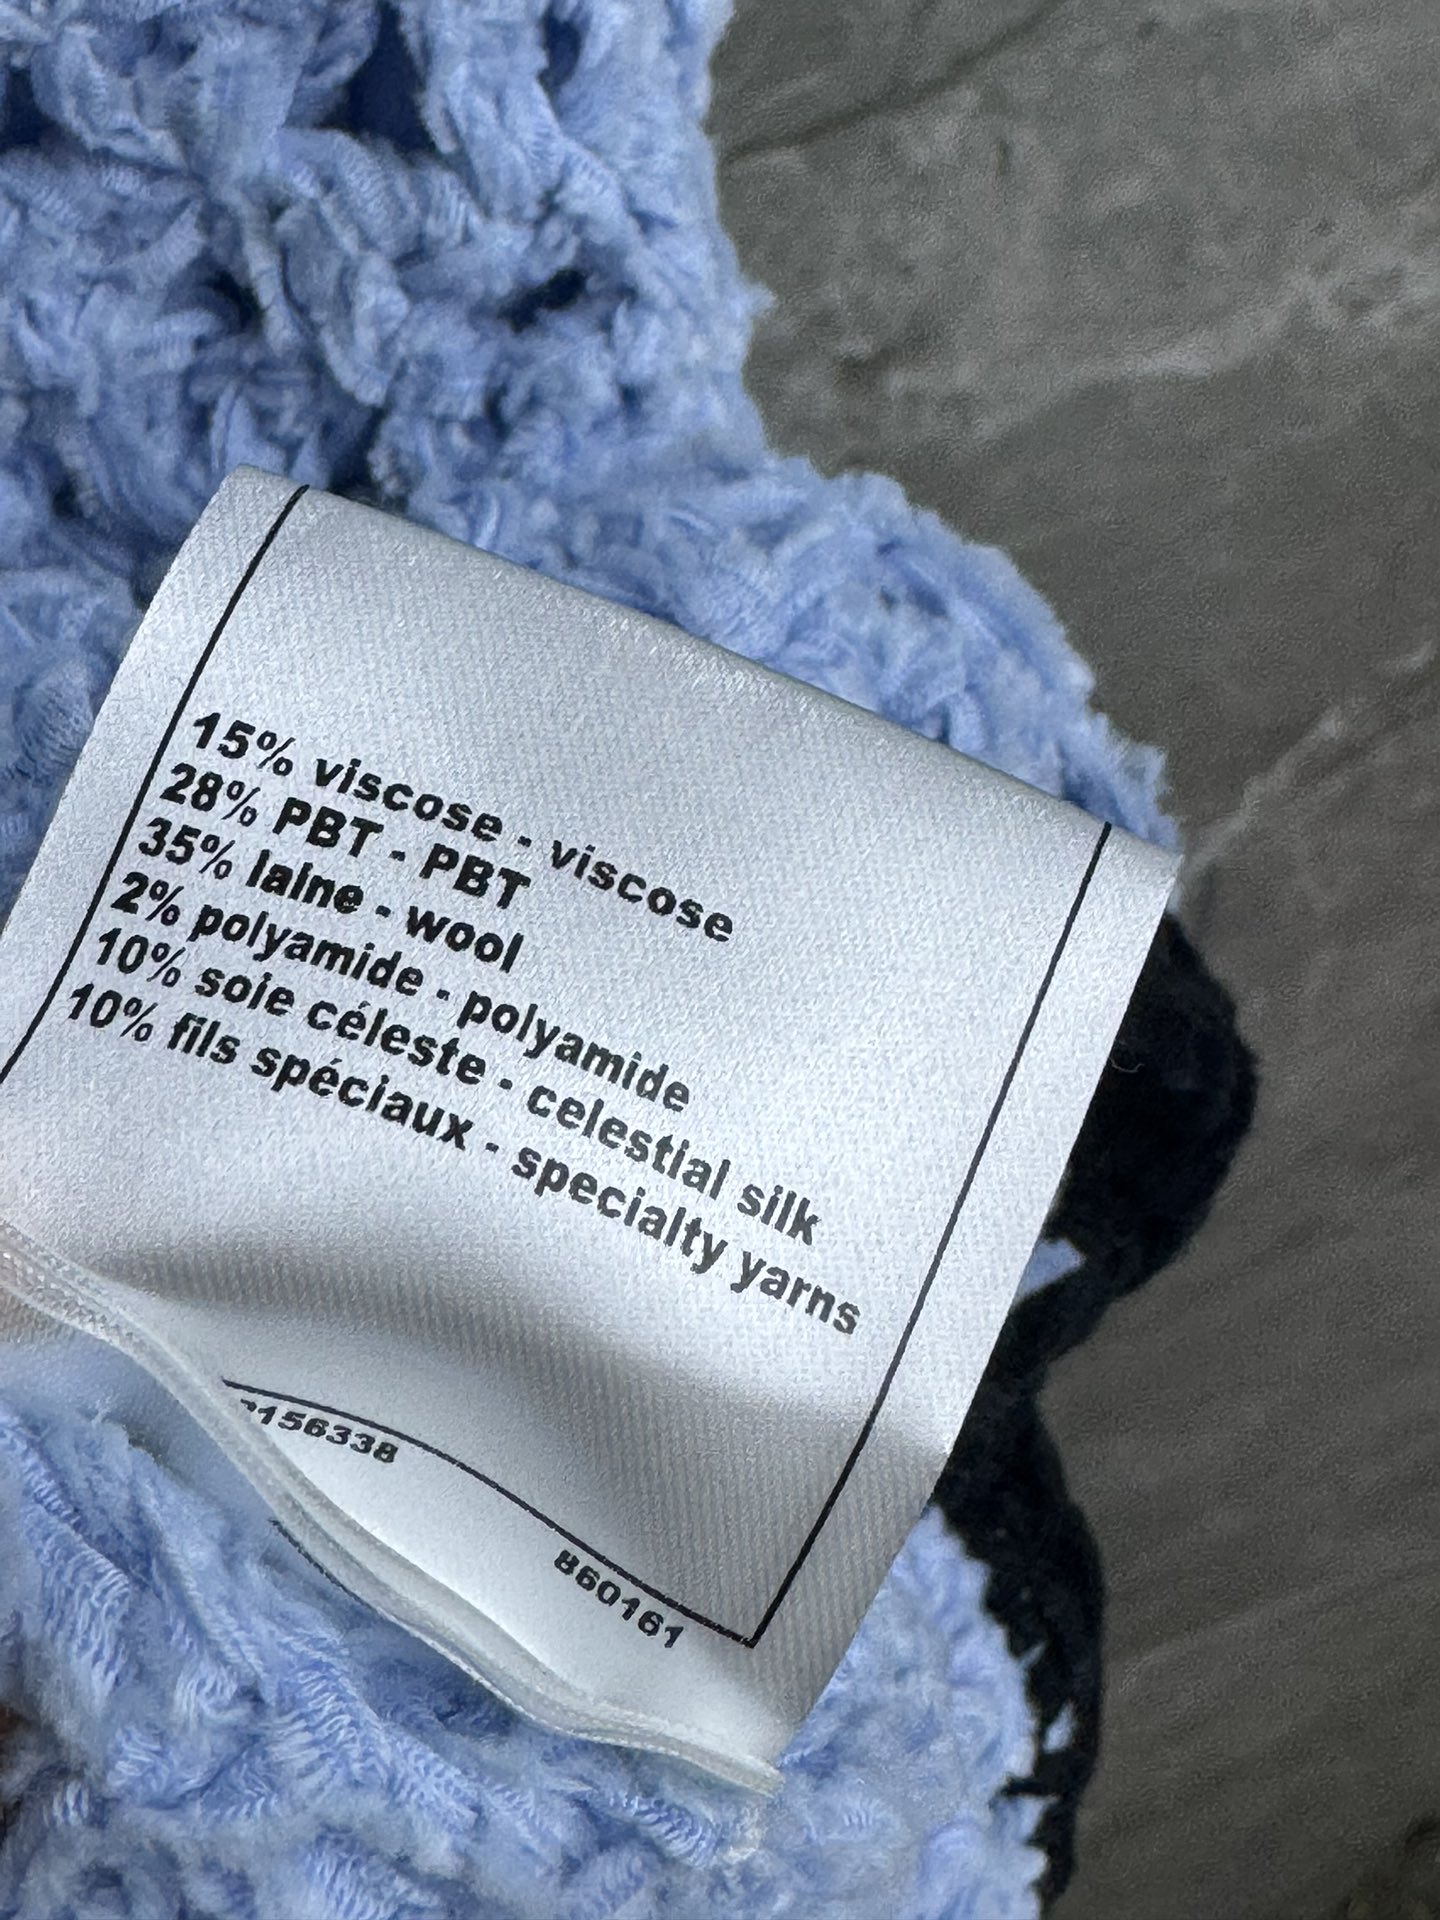 15% viscose - viscose
28% PBT - PBT
35% laine - wool
2% polyamide - polyamide
10% soie céleste - celestial silk
10% fils spéciaux - specialty yarns
156338
860161